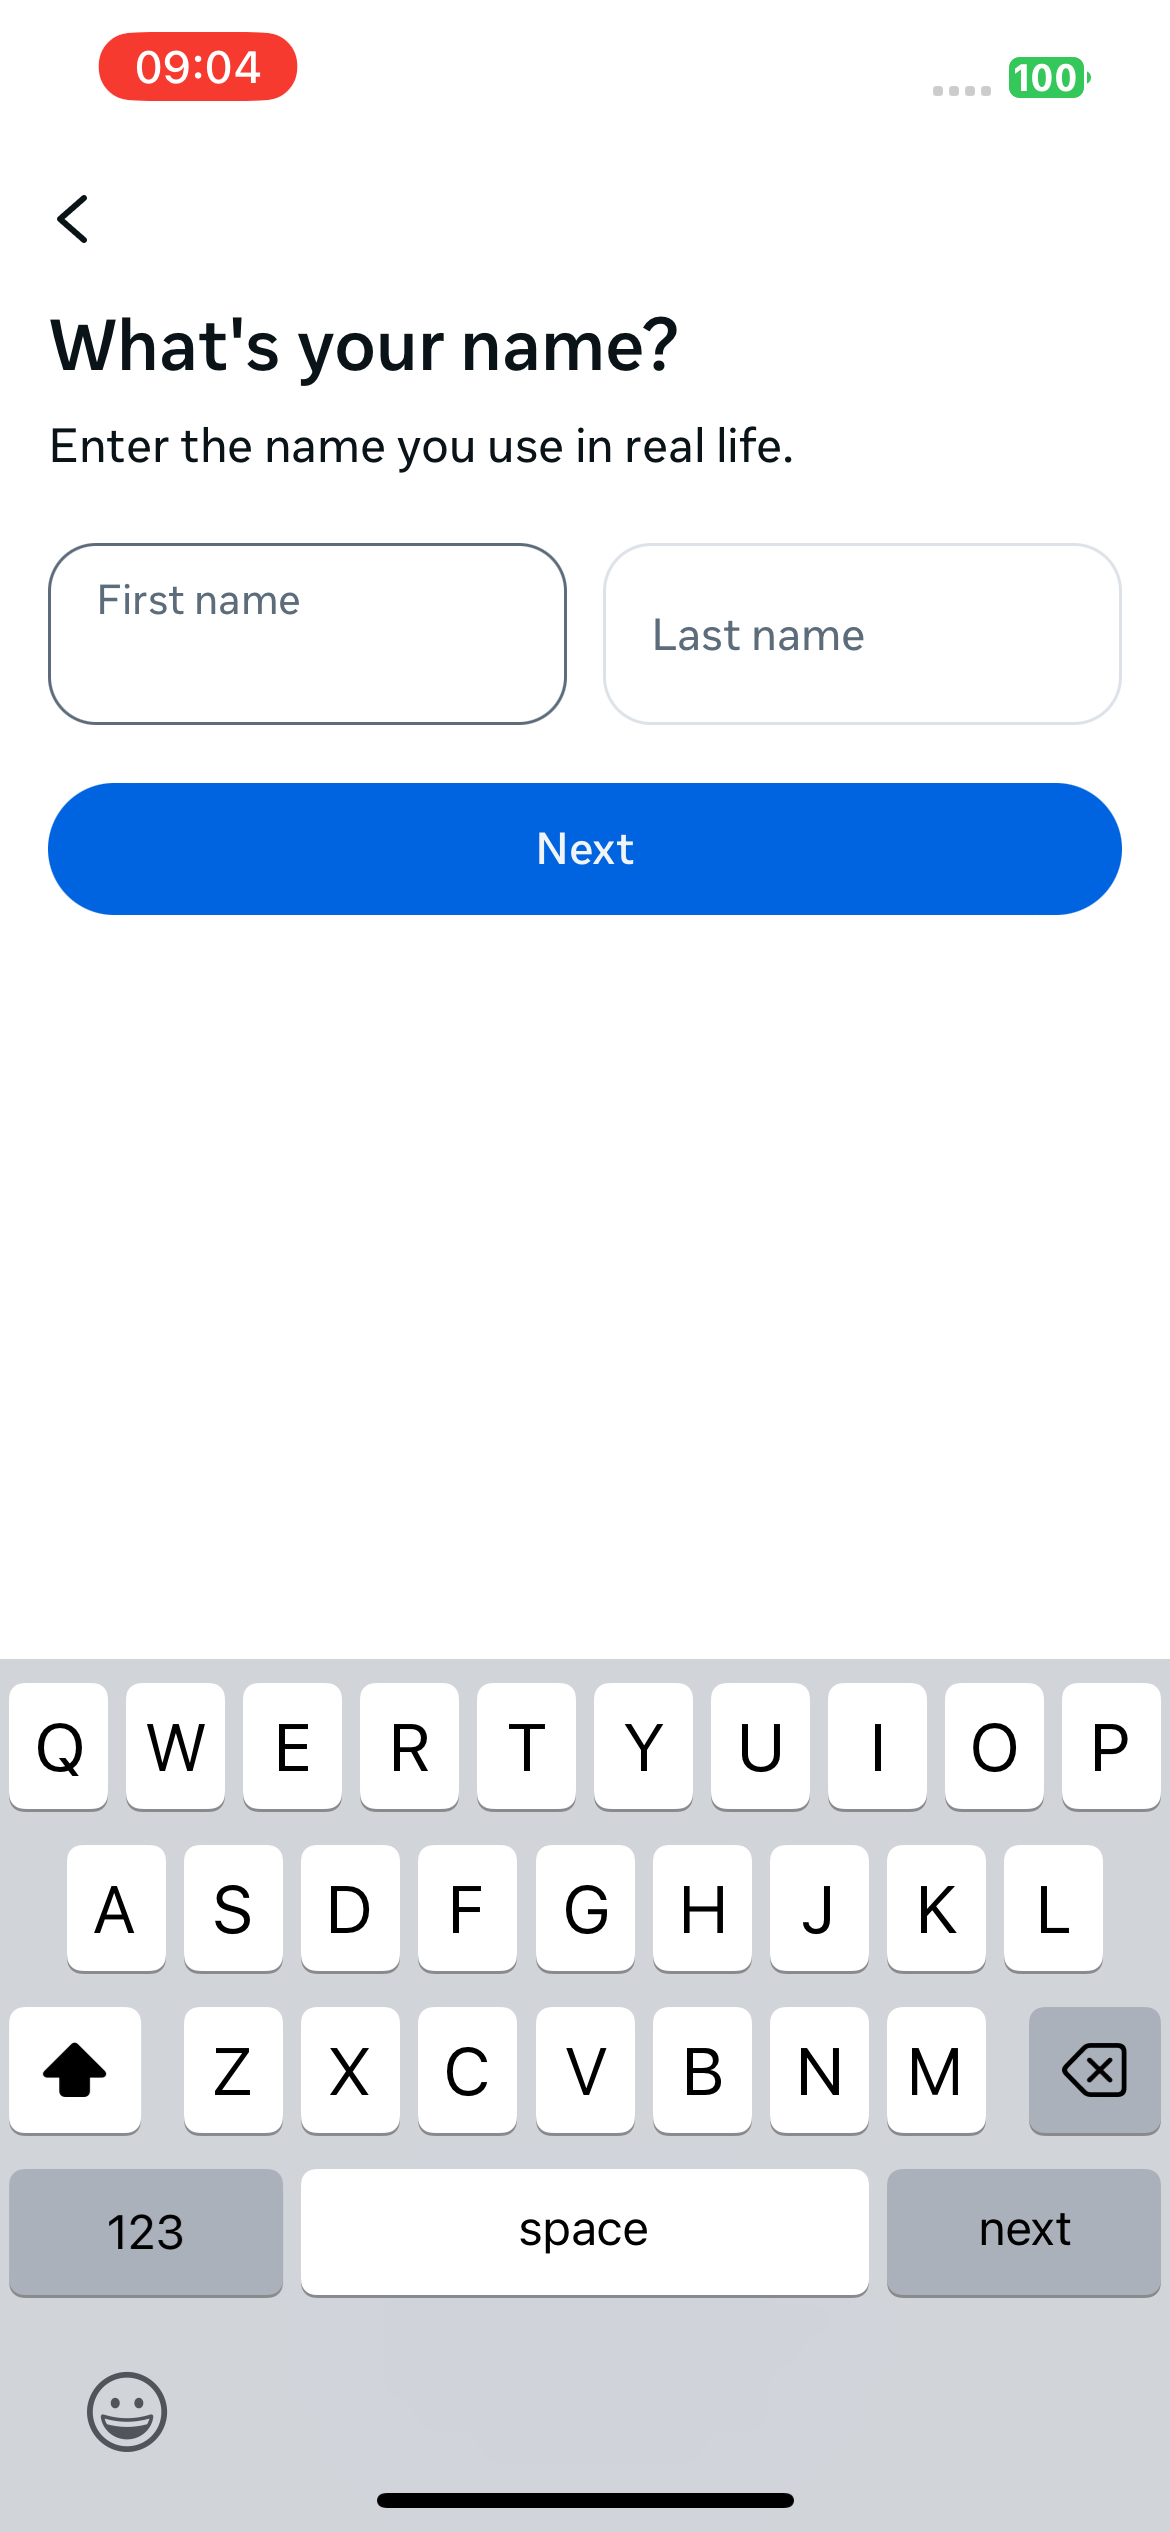 09:04
100
What's your name?
Enter the name you use in real life.
First name
Last name
Next
Q W E R T Y U I O P
A S D F G H J K L
Z X C V B N M
123 space next